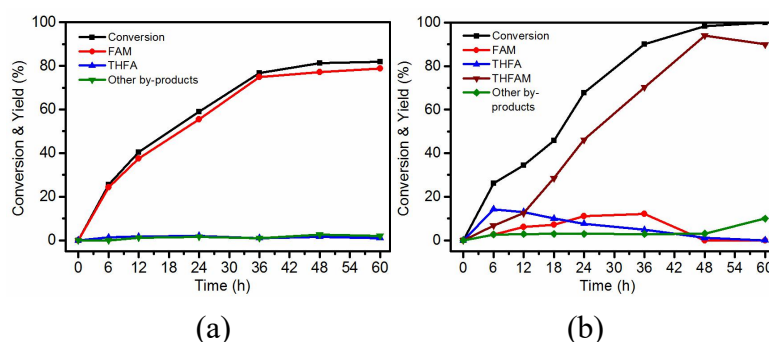 100
80
60
40
20
0
Conversion & Yield (%)
Conversion
FAM
THFA
Other by-products
0 6 12 18 24 30 36 42 48 54 60
Time (h)
(a)
100
80
60
40
20
0
Conversion & Yield (%)
Conversion
FAM
THFA
THFAM
Other by-
products
0 6 12 18 24 30 36 42 48 54 60
Time (h)
(b)